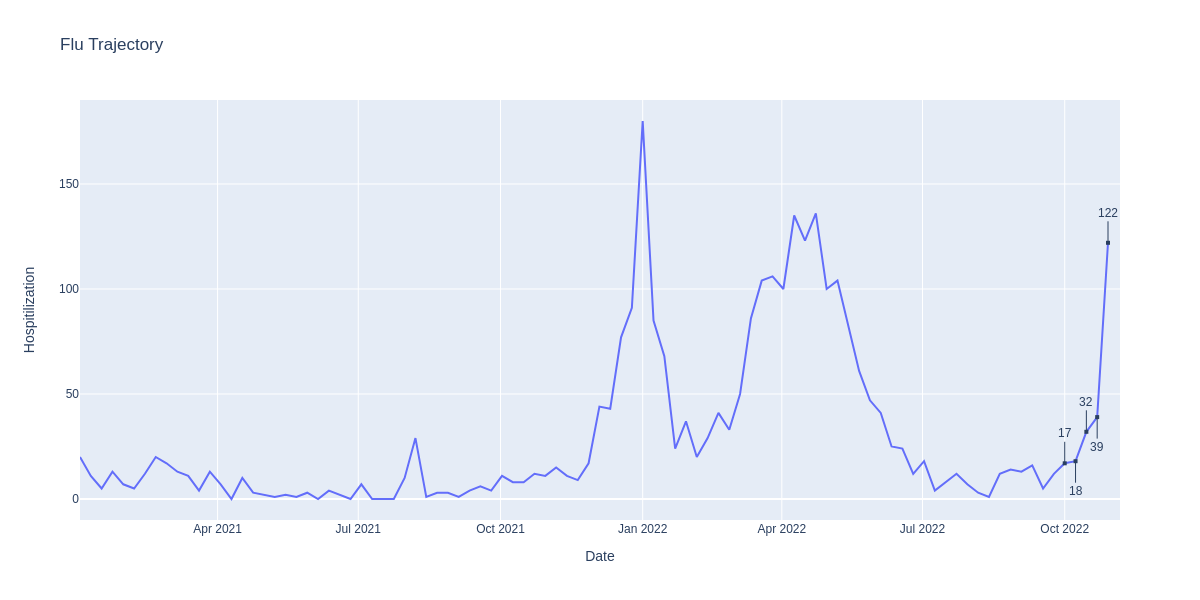 Flu Trajectory
Hospitilization
150
100
50
0
122
32
17
39
18
Apr 2021
Jul 2021
Oct 2021
Jan 2022
Apr 2022
Jul 2022
Oct 2022
Date